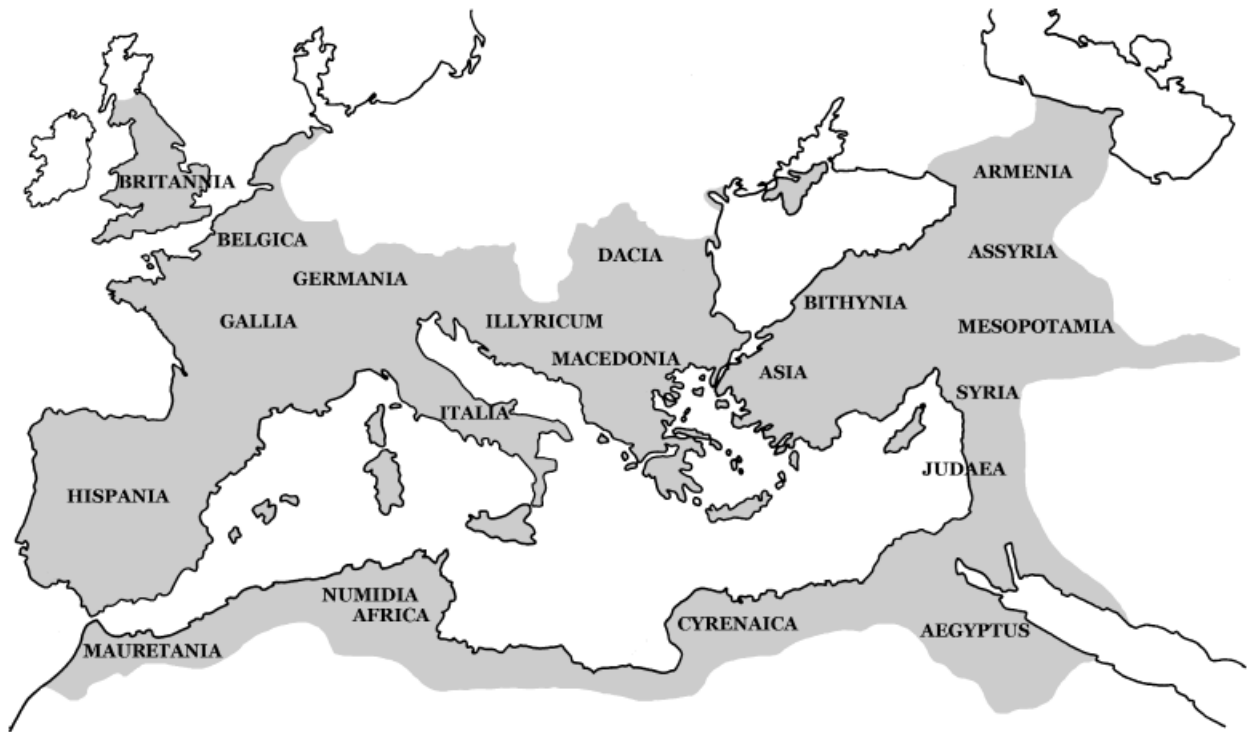 ARMENIA
BRITANNIA
BELGICA
ASSYRIA
DACIA
GERMANIA
BITHYNIA
GALLIA
ILLYRICUM
MESOPOTAMIA
MACEDONIA
ASIA
SYRIA
ITALIA
JUDAEA
HISPANIA
NUMIDIA
AFRICA
CYRENAICA
AEGYPTUS
MAURETANIA